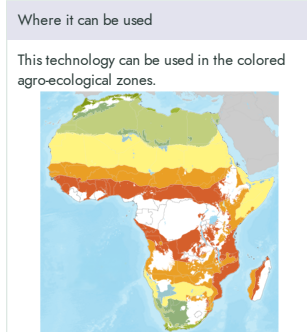 Where it can be used
This technology can be used in the colored
agro-ecological zones.